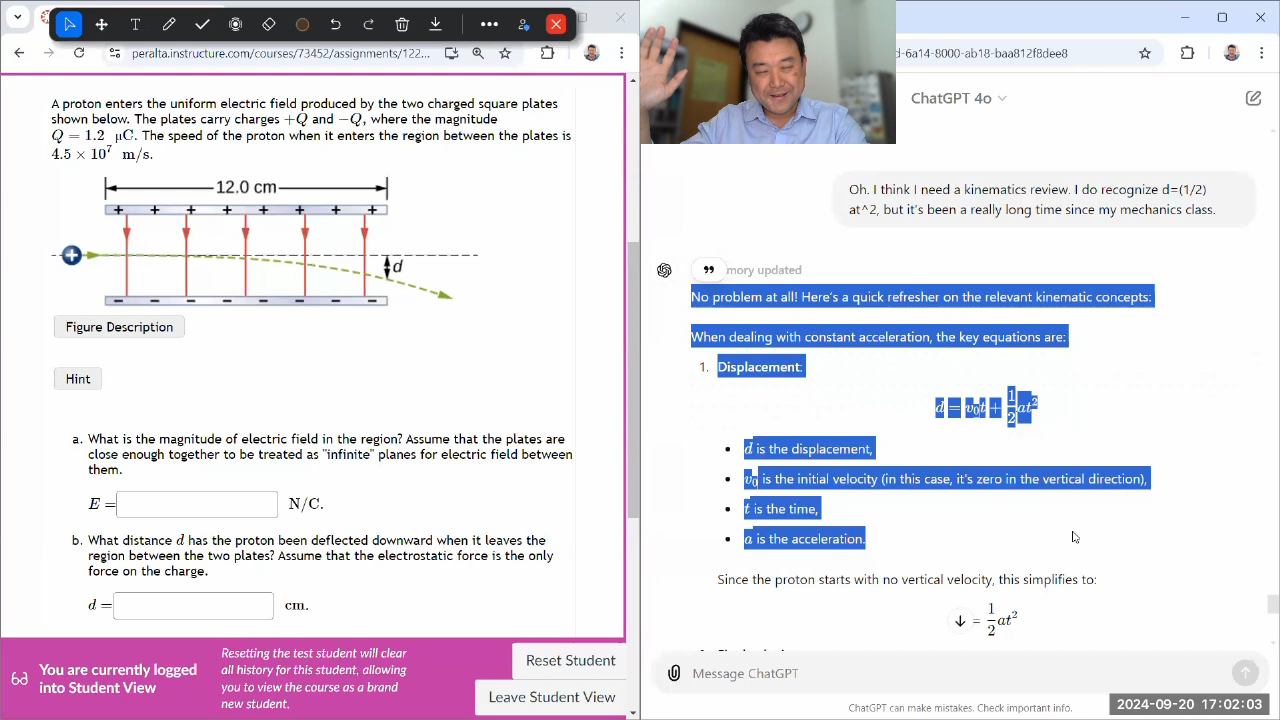 peralta.instructure.com/courses/73452/assignments/122...
A proton enters the uniform electric field produced by the two charged square plates
shown below. The plates carry charges +Q and −Q, where the magnitude
Q = 1.2 μC. The speed of the proton when it enters the region between the plates is
4.5 × 10⁷ m/s.
12.0 cm
+ + + + + + + +
+
d
− − − − − − − −
Figure Description
Hint
a. What is the magnitude of electric field in the region? Assume that the plates are
close enough together to be treated as "infinite" planes for electric field between
them.
E = N/C.
b. What distance d has the proton been deflected downward when it leaves the
region between the two plates? Assume that the electrostatic force is the only
force on the charge.
d = cm.
You are currently logged
into Student View
Resetting the test student will clear
all history for this student, allowing
you to view the course as a brand
new student.
Reset Student
Leave Student View
d-6a14-8000-ab18-baa812f8dee8
ChatGPT 4o
Oh. I think I need a kinematics review. I do recognize d=(1/2)
at^2, but it's been a really long time since my mechanics class.
mory updated
No problem at all! Here's a quick refresher on the relevant kinematic concepts:
When dealing with constant acceleration, the key equations are:
1. Displacement:
d = v₀t + 1/2 at²
• d is the displacement,
• v₀ is the initial velocity (in this case, it's zero in the vertical direction),
• t is the time,
• a is the acceleration.
Since the proton starts with no vertical velocity, this simplifies to:
= 1/2 at²
Message ChatGPT
ChatGPT can make mistakes. Check important info.
2024-09-20 17:02:03